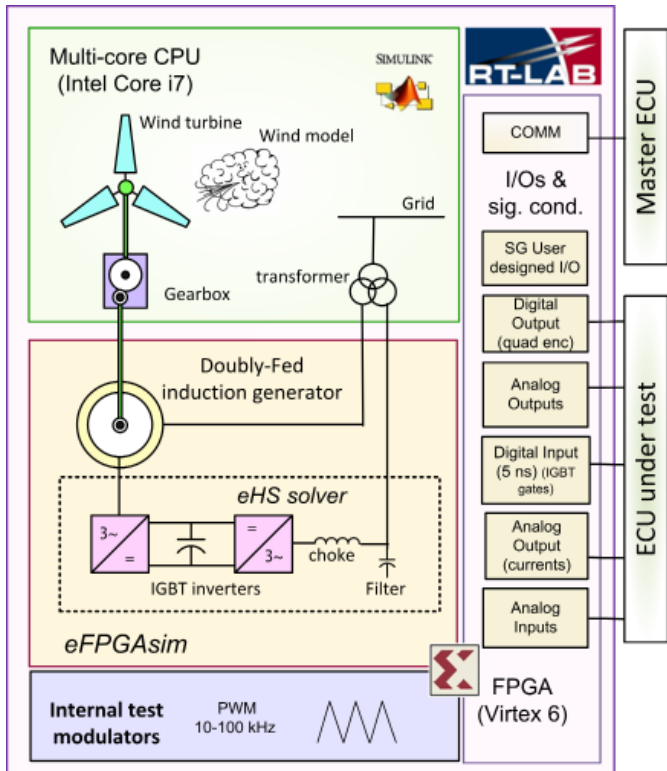 Multi-core CPU
(Intel Core i7)
SIMULINK
RT-LAB
Wind turbine
Wind model
Grid
transformer
Gearbox
Doubly-Fed
induction generator
eHS solver
3~
=
=
3~
choke
IGBT inverters
Filter
eFPGAsim
Internal test
modulators
PWM
10-100 kHz
COMM
I/Os &
sig. cond.
SG User
designed I/O
Digital
Output
(quad enc)
Analog
Outputs
Digital Input
(5 ns) (IGBT
gates)
Analog
Output
(currents)
Analog
Inputs
FPGA
(Virtex 6)
Master ECU
ECU under test